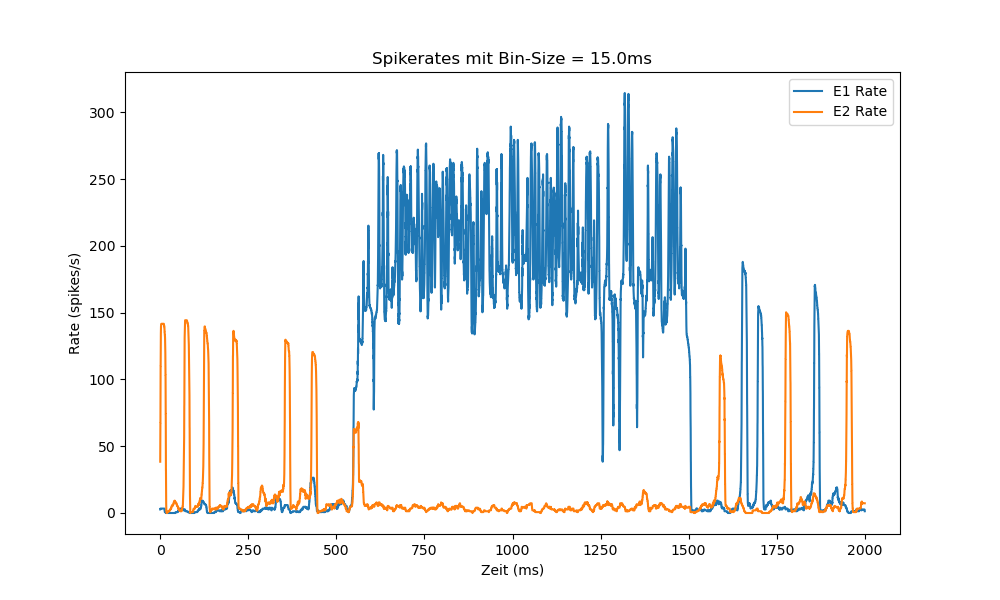 Spikerates mit Bin-Size = 15.0ms
E1 Rate
E2 Rate
Rate (spikes/s)
300
250
200
150
100
50
0
0 250 500 750 1000 1250 1500 1750 2000
Zeit (ms)